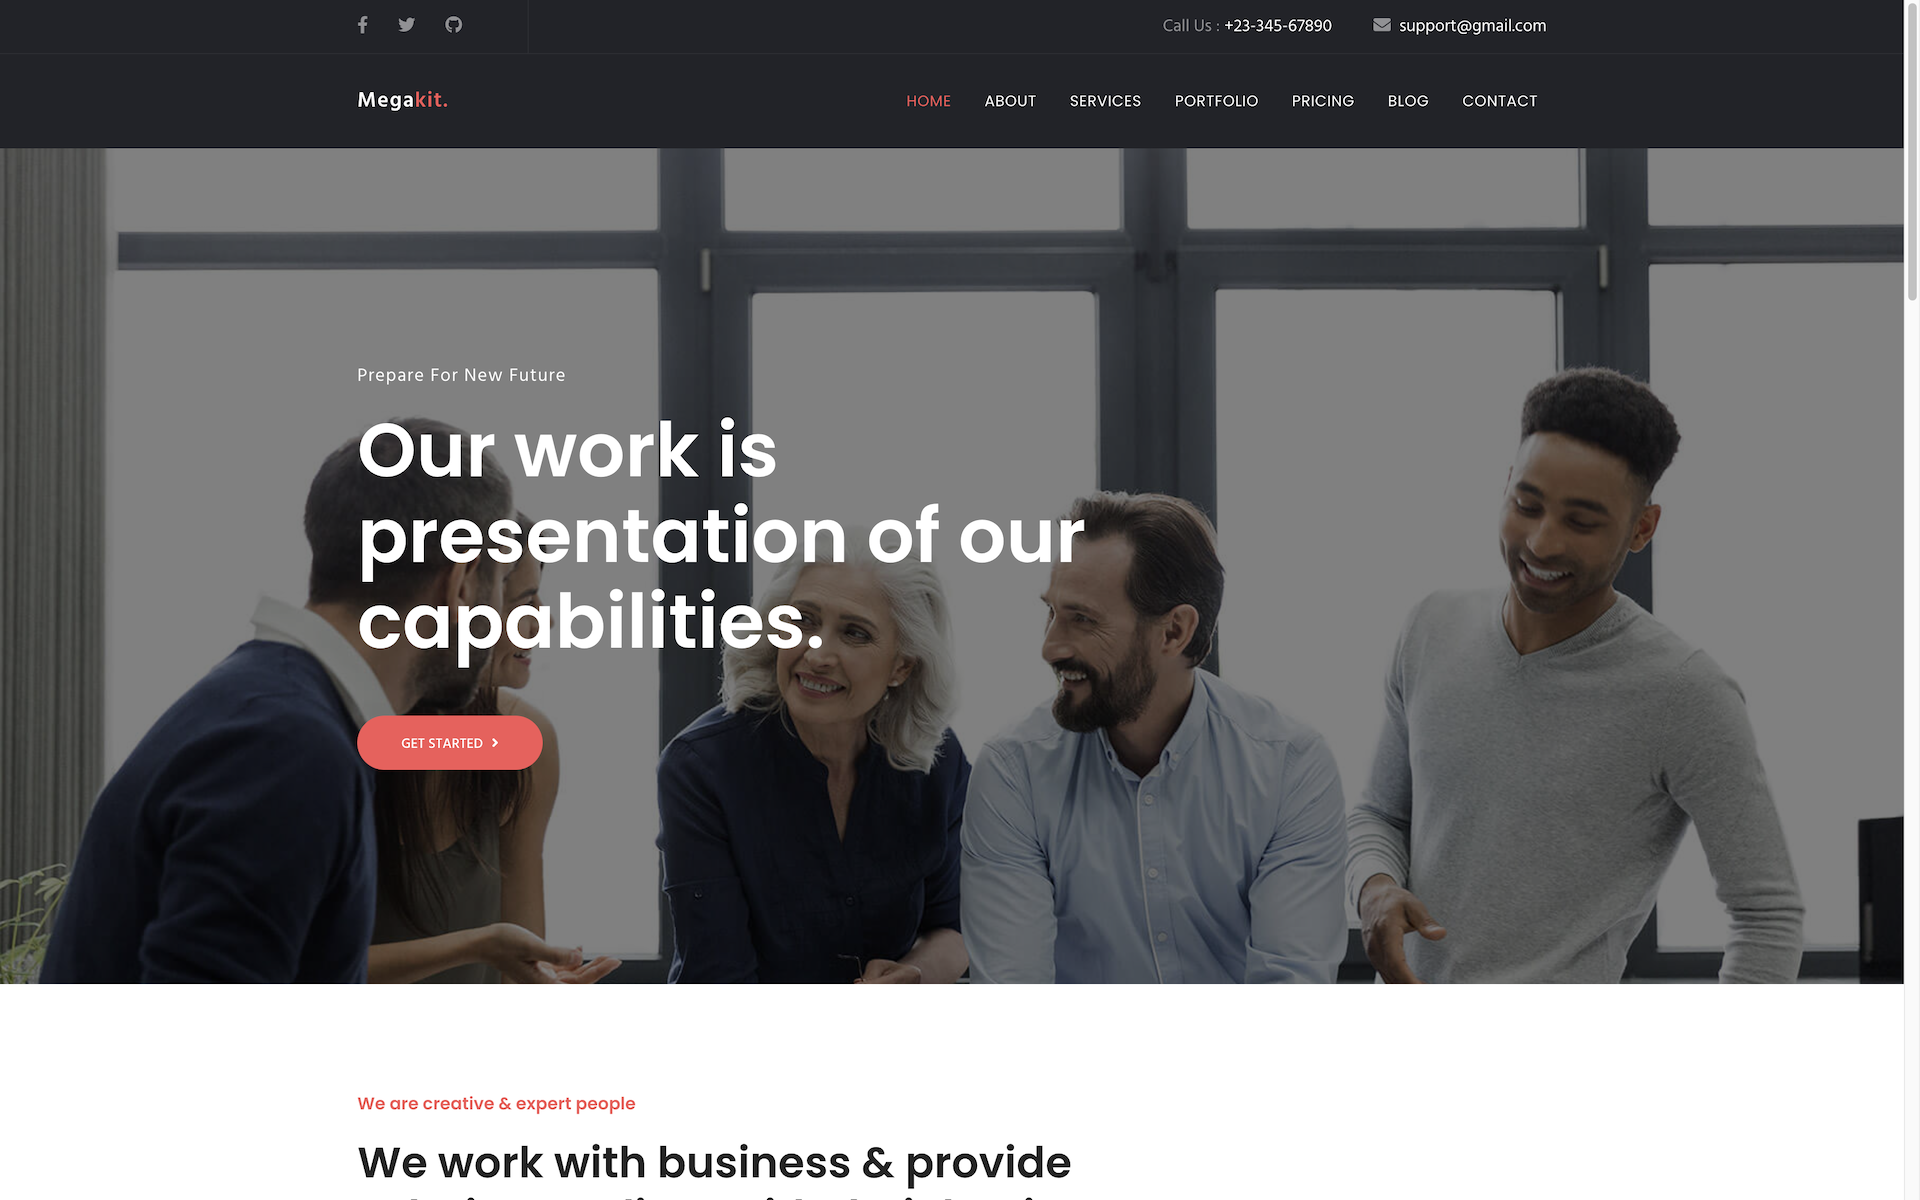 Call Us : +23-345-67890 support@gmail.com
Megakit. HOME ABOUT SERVICES PORTFOLIO PRICING BLOG CONTACT
Prepare For New Future
Our work is
presentation of our
capabilities.
GET STARTED
We are creative & expert people
We work with business & provide